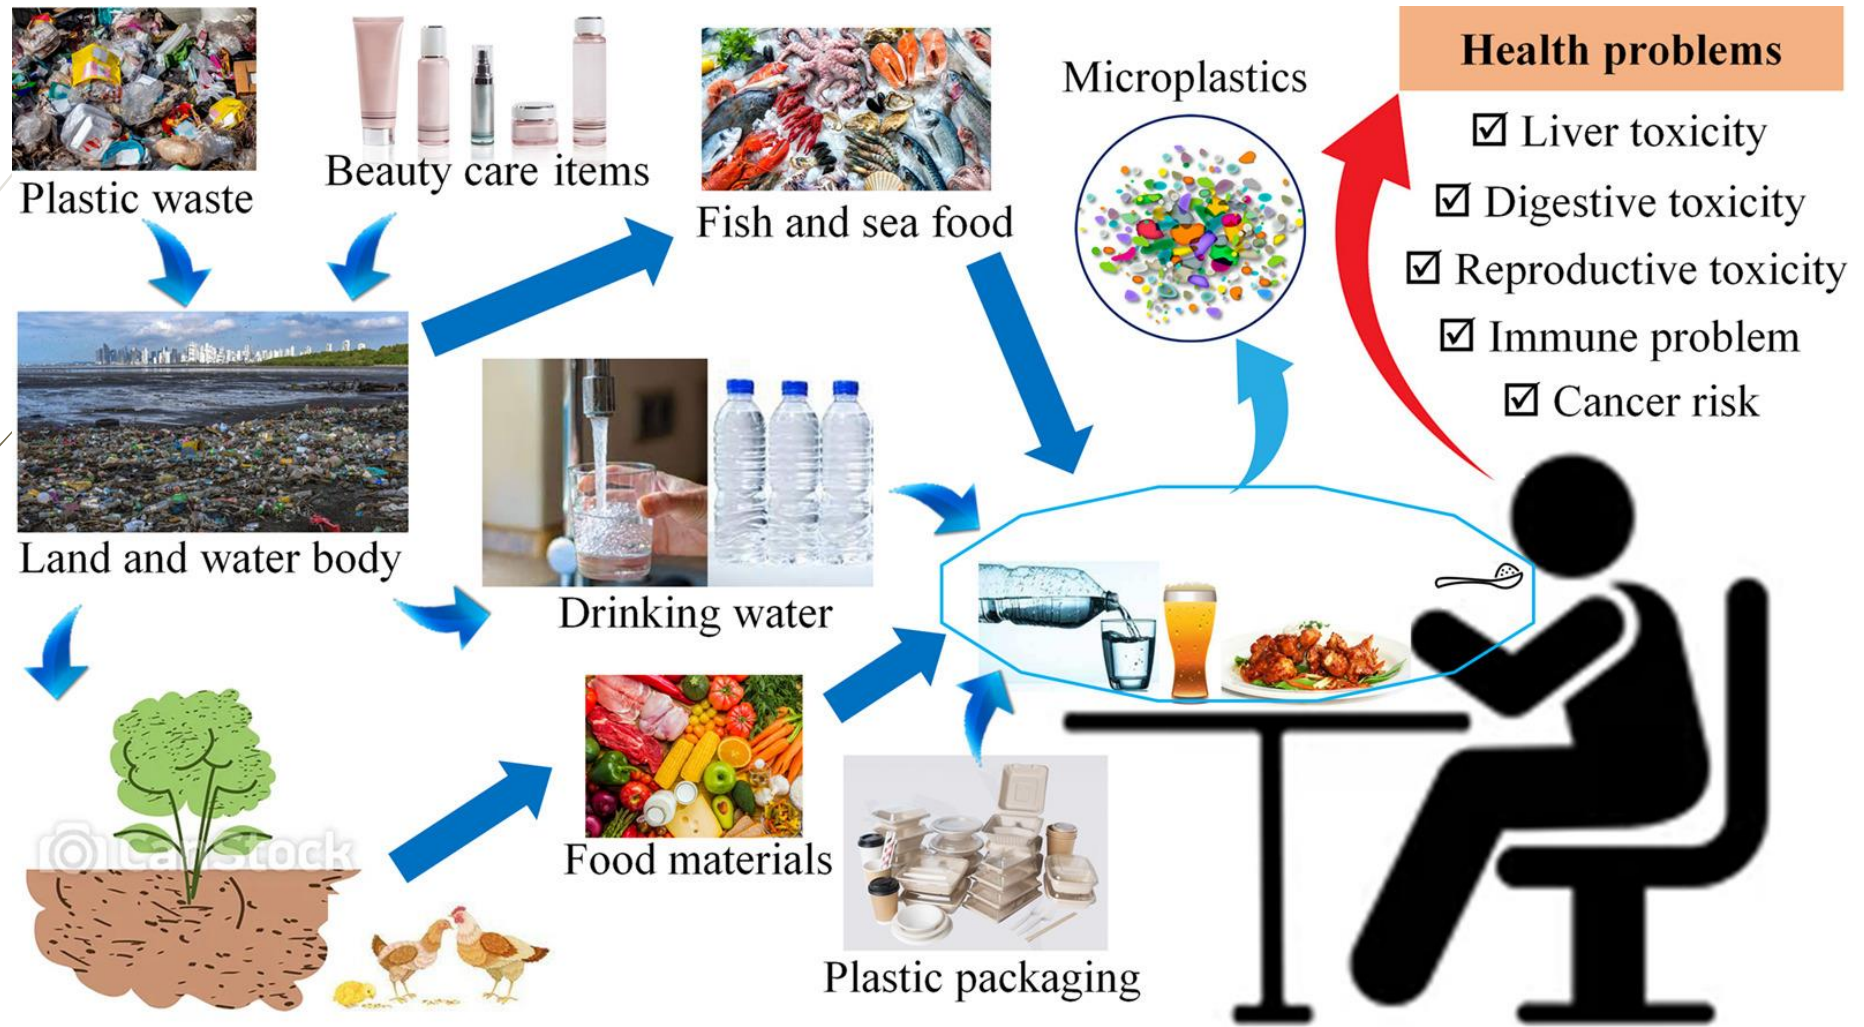 Plastic waste
Beauty care items
Fish and sea food
Microplastics
Health problems
☑ Liver toxicity
☑ Digestive toxicity
☑ Reproductive toxicity
☑ Immune problem
☑ Cancer risk
Land and water body
Drinking water
Food materials
Plastic packaging
CanStock